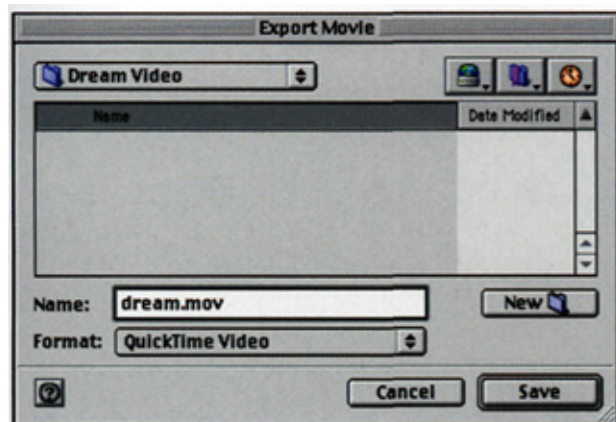 Export Movie
Dream Video
Name Date Modified
Name: dream.mov
New
Format: QuickTime Video
?
Cancel Save